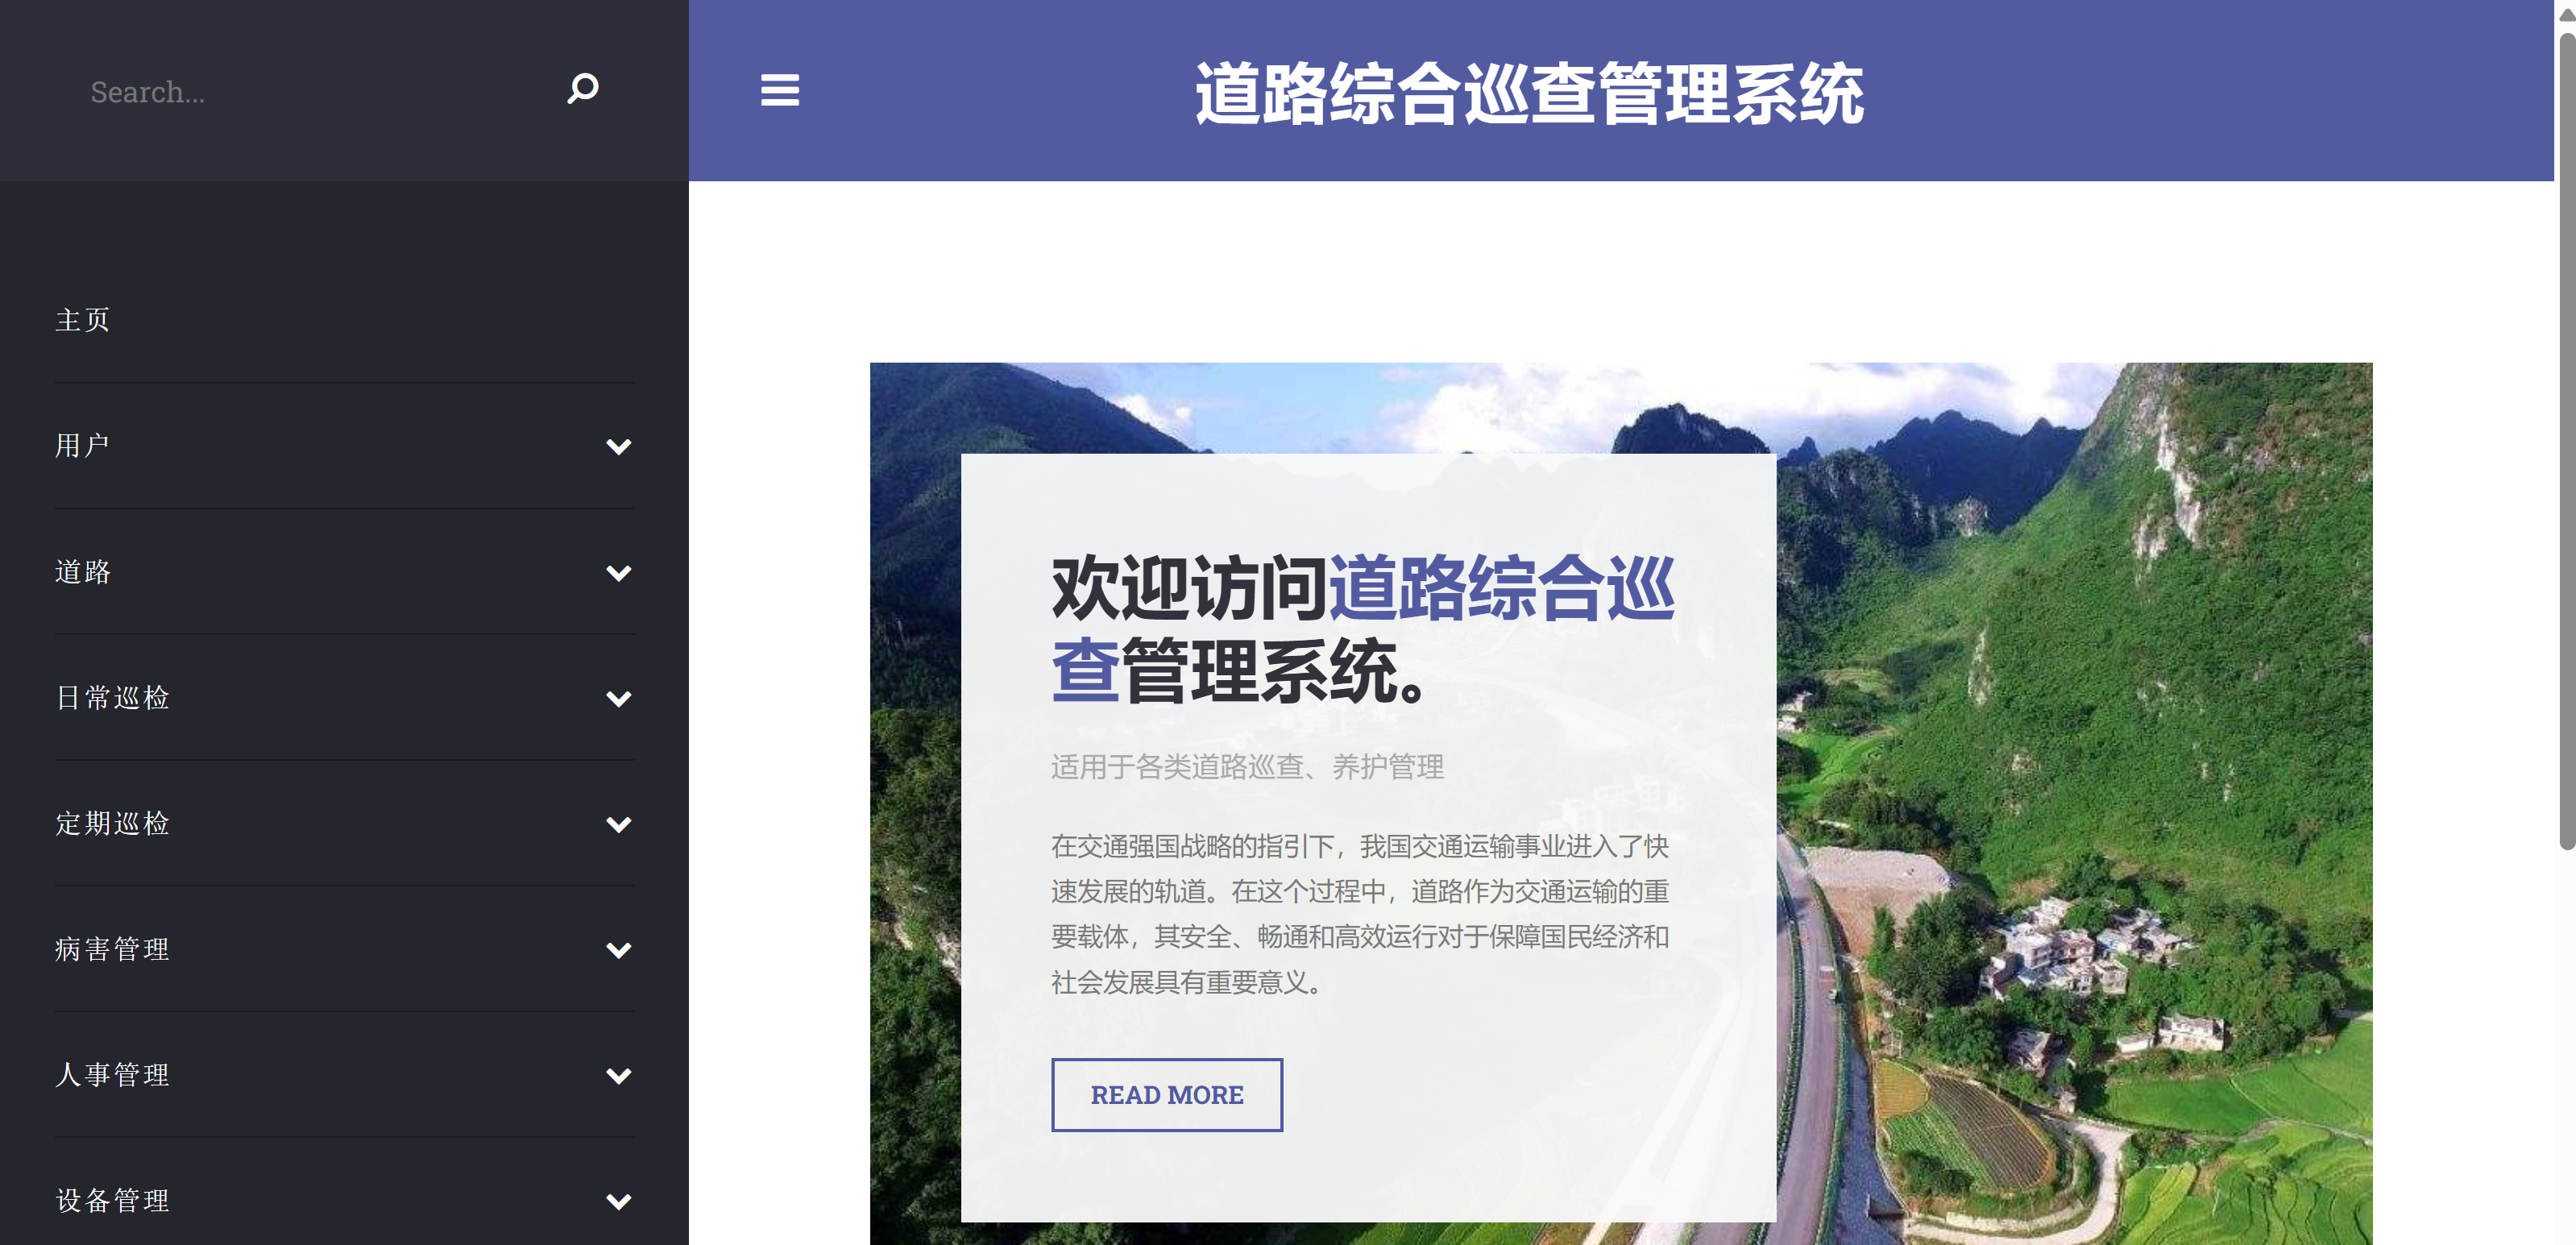 Search...
主页
用户
道路
日常巡检
定期巡检
病害管理
人事管理
设备管理
道路综合巡查管理系统
欢迎访问道路综合巡
查管理系统。
适用于各类道路巡查、养护管理
在交通强国战略的指引下，我国交通运输事业进入了快
速发展的轨道。在这个过程中，道路作为交通运输的重
要载体，其安全、畅通和高效运行对于保障国民经济和
社会发展具有重要意义。
READ MORE